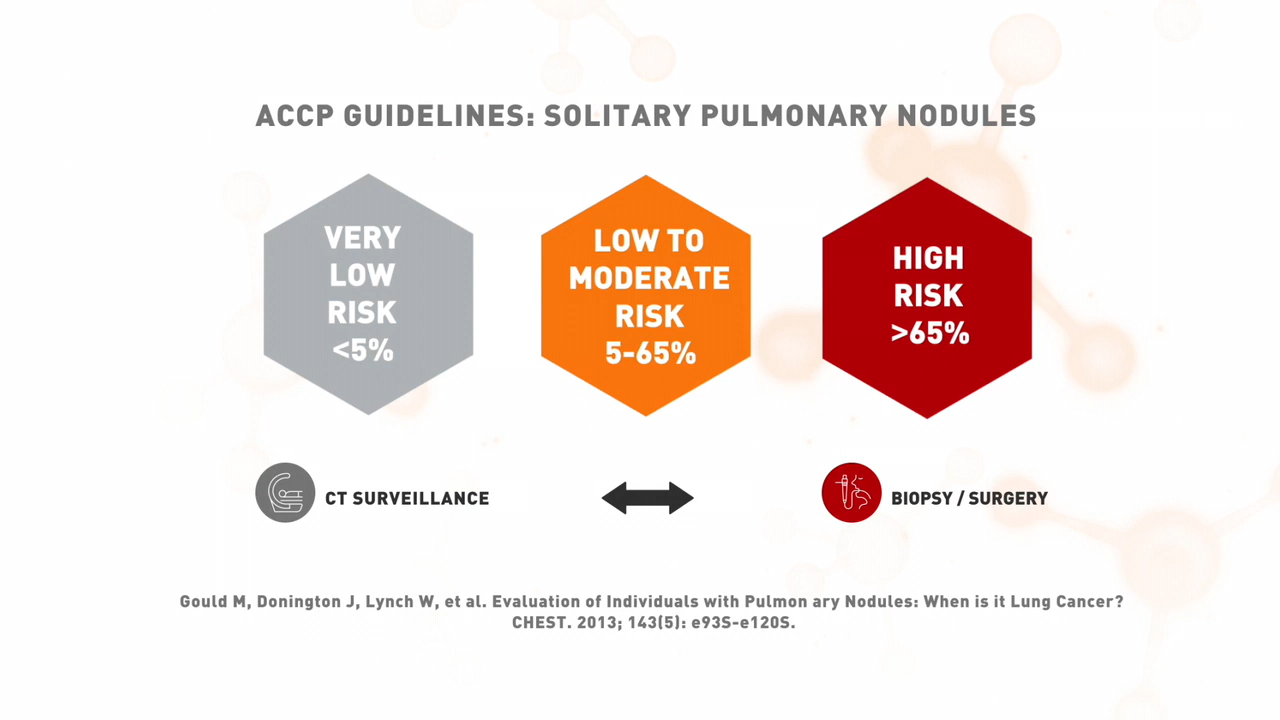 ACCP GUIDELINES: SOLITARY PULMONARY NODULES
VERY
LOW
RISK
<5%
LOW TO
MODERATE
RISK
5-65%
HIGH
RISK
>65%
CT SURVEILLANCE
BIOPSY / SURGERY
Gould M, Donington J, Lynch W, et al. Evaluation of Individuals with Pulmon ary Nodules: When is it Lung Cancer?
CHEST. 2013; 143(5): e93S-e120S.